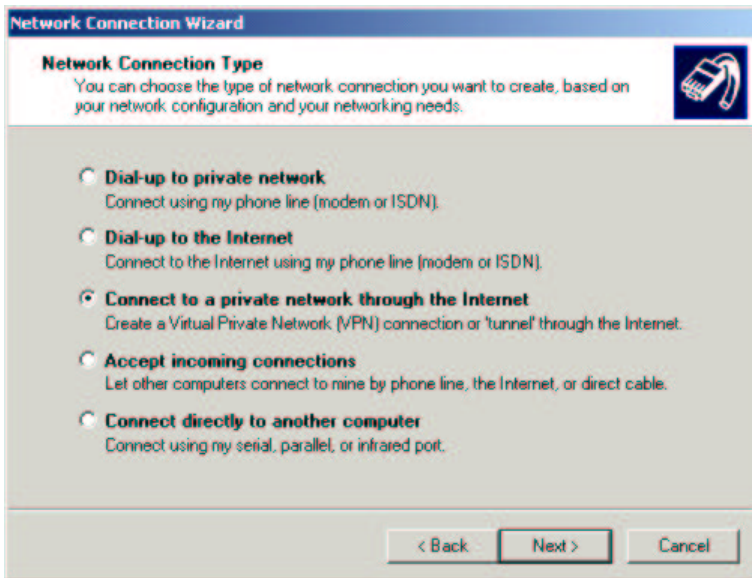 Network Connection Wizard
Network Connection Type
You can choose the type of network connection you want to create, based on
your network configuration and your networking needs.
Dial-up to private network
Connect using my phone line (modem or ISDN).
Dial-up to the Internet
Connect to the Internet using my phone line (modem or ISDN).
Connect to a private network through the Internet
Create a Virtual Private Network (VPN) connection or 'tunnel' through the Internet.
Accept incoming connections
Let other computers connect to mine by phone line, the Internet, or direct cable.
Connect directly to another computer
Connect using my serial, parallel, or infrared port.
< Back Next > Cancel